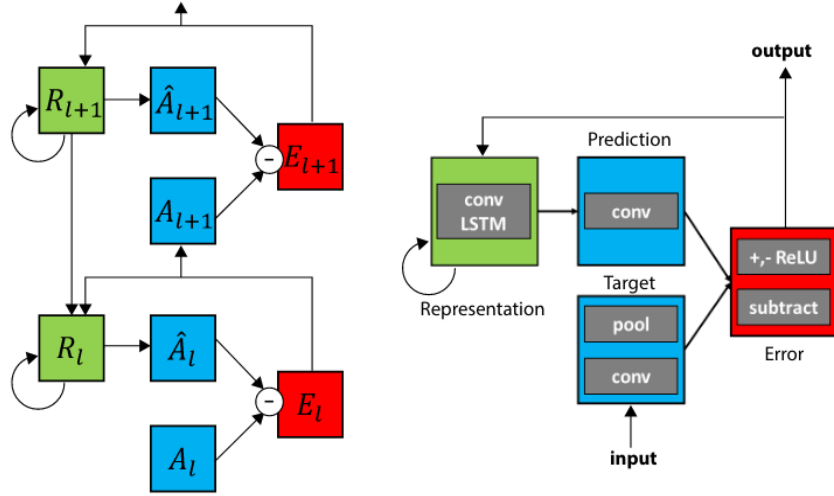 R_{l+1}
Â_{l+1}
-
E_{l+1}
A_{l+1}
R_l
Â_l
-
E_l
A_l
output
Prediction
conv
LSTM
conv
+,- ReLU
subtract
Error
Representation
Target
pool
conv
input